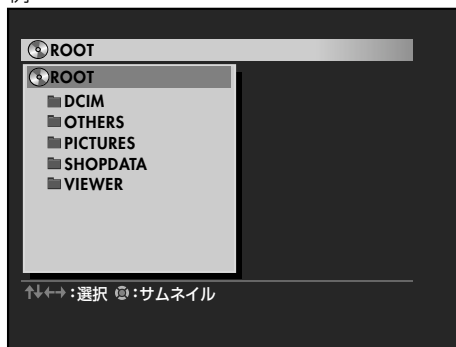 ROOT
ROOT
DCIM
OTHERS
PICTURES
SHOPDATA
VIEWER
↑↓←→:選択 :サムネイル